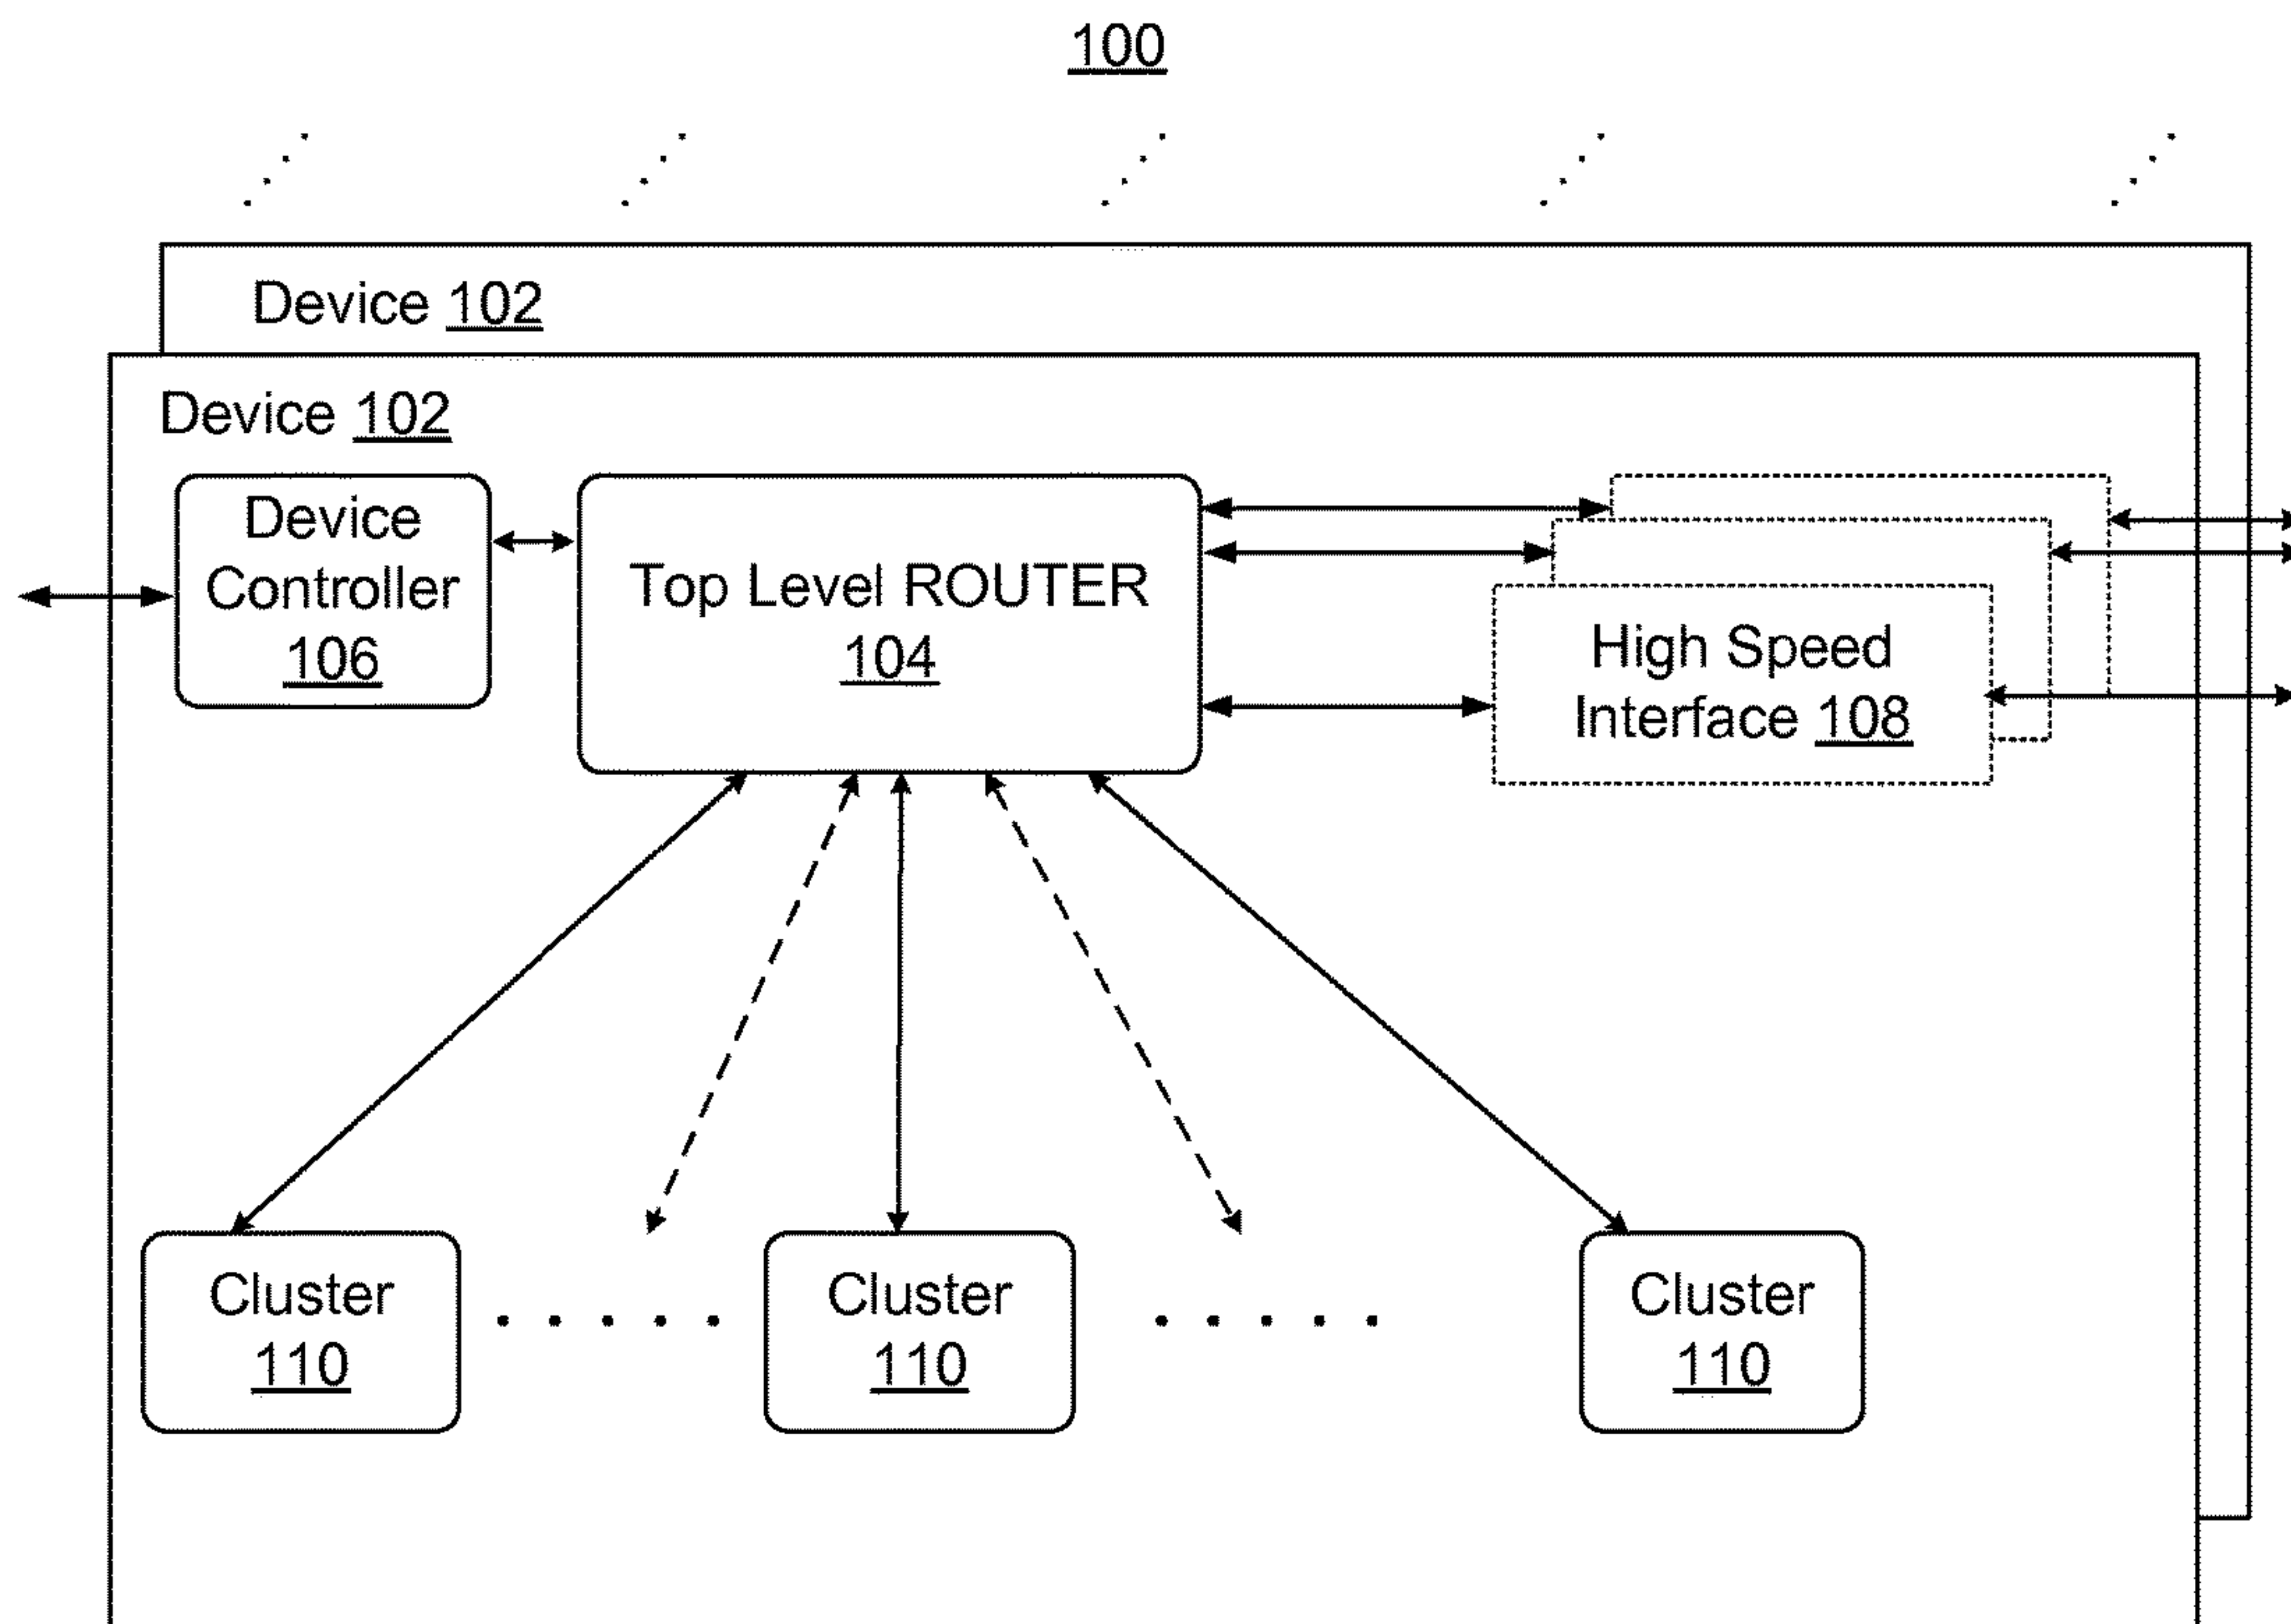 100
Device 102
Device 102
Device
Controller
106
Top Level ROUTER
104
High Speed
Interface 108
Cluster
110
Cluster
110
Cluster
110